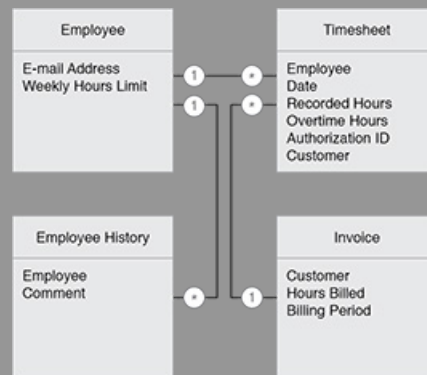 Employee
E-mail Address
Weekly Hours Limit
1
1
Timesheet
*
*
Employee
Date
Recorded Hours
Overtime Hours
Authorization ID
Customer
Employee History
Employee
Comment
*
Invoice
1
Customer
Hours Billed
Billing Period